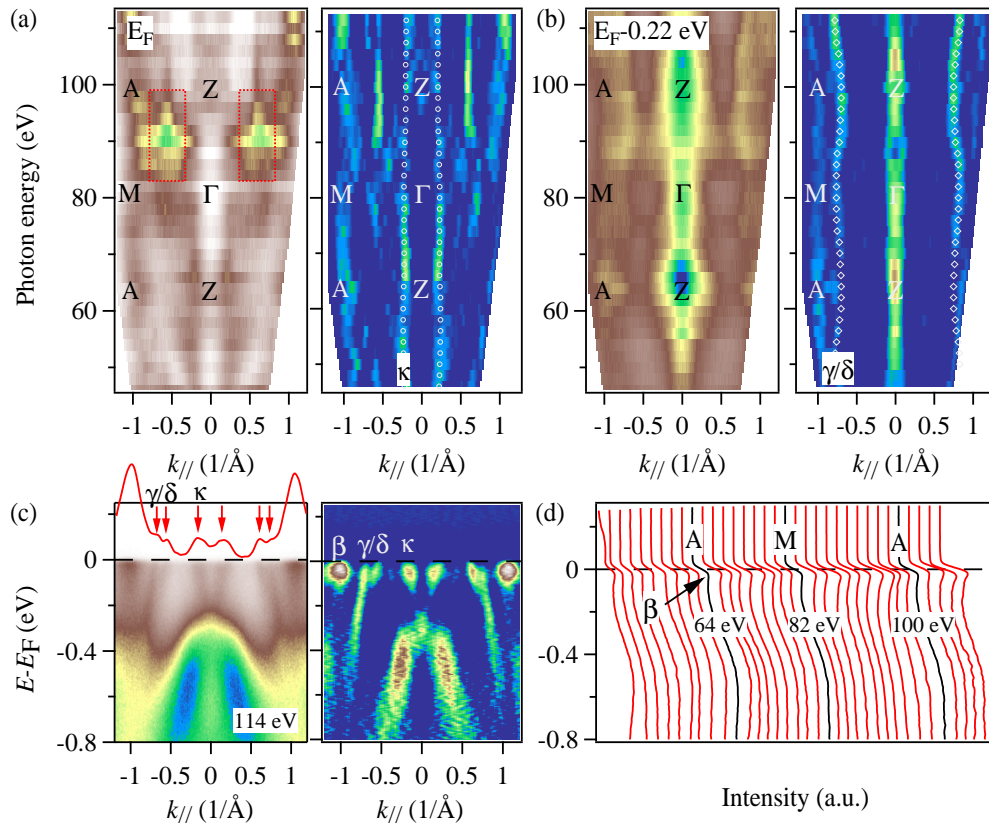 (a)
E_F
A
Z
M
Γ
A
Z
Photon energy (eV)
100
80
60
-1 -0.5 0 0.5 1
k// (1/Å)
A
Z
M
Γ
A
Z
κ
-1 -0.5 0 0.5 1
k// (1/Å)
(b)
E_F-0.22 eV
A
Z
M
Γ
A
Z
100
80
60
-1 -0.5 0 0.5 1
k// (1/Å)
A
Z
M
Γ
A
Z
γ/δ
-1 -0.5 0 0.5 1
k// (1/Å)
(c)
γ/δ κ
E-E_F (eV)
0
-0.4
-0.8
114 eV
-1 -0.5 0 0.5 1
k// (1/Å)
β γ/δ κ
-1 -0.5 0 0.5 1
k// (1/Å)
(d)
A M A
0
β
64 eV 82 eV 100 eV
-0.4
-0.8
Intensity (a.u.)